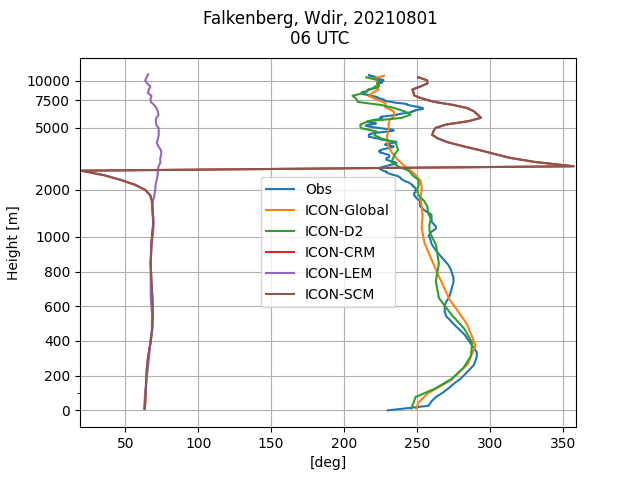 Falkenberg, Wdir, 20210801
06 UTC
10000
7500
5000
2000
1000
800
600
400
200
0
Height [m]
Obs
ICON-Global
ICON-D2
ICON-CRM
ICON-LEM
ICON-SCM
50 100 150 200 250 300 350
[deg]